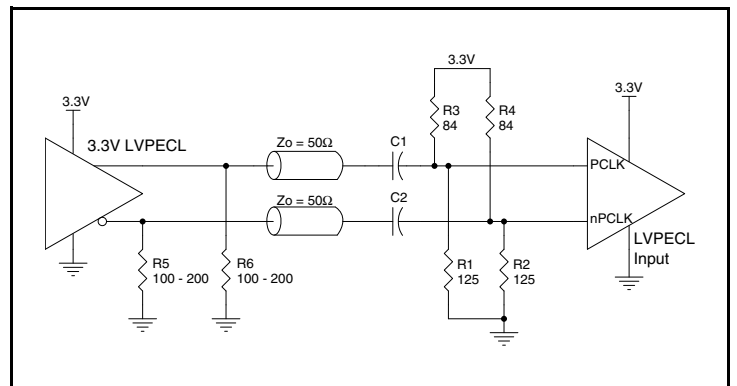 3.3V
3.3V LVPECL
R5
100 - 200
R6
100 - 200
Zo = 50Ω
Zo = 50Ω
C1
C2
3.3V
R3
84
R4
84
R1
125
R2
125
3.3V
PCLK
nPCLK
LVPECL
Input